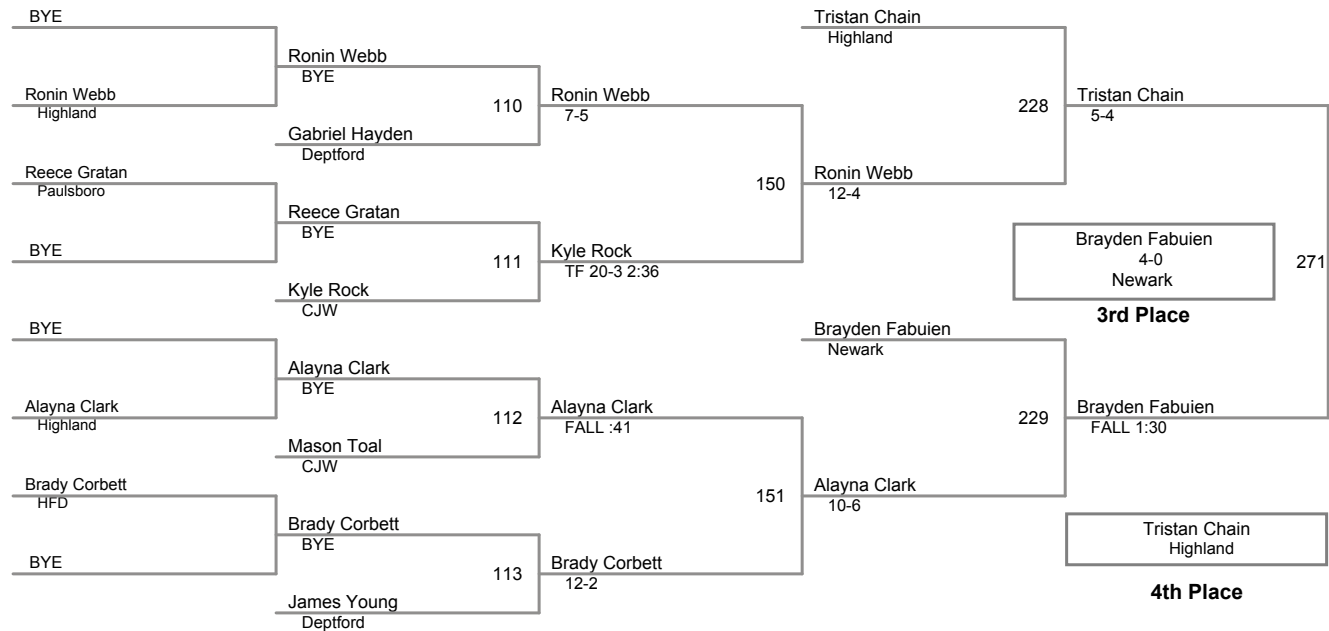 BYE
Ronin Webb
Highland
Reece Gratan
Paulsboro
BYE
BYE
Alayna Clark
Highland
Brady Corbett
HFD
BYE
Ronin Webb
BYE
Gabriel Hayden
Deptford
Reece Gratan
BYE
Kyle Rock
CJW
Alayna Clark
BYE
Mason Toal
CJW
Brady Corbett
BYE
James Young
Deptford
110
111
112
113
Ronin Webb
7-5
Kyle Rock
TF 20-3 2:36
Alayna Clark
FALL :41
Brady Corbett
12-2
150
151
Tristan Chain
Highland
Ronin Webb
12-4
Brayden Fabuien
Newark
Alayna Clark
10-6
228
229
Tristan Chain
5-4
Brayden Fabuien
FALL 1:30
271
Brayden Fabuien
4-0
Newark
3rd Place
Tristan Chain
Highland
4th Place